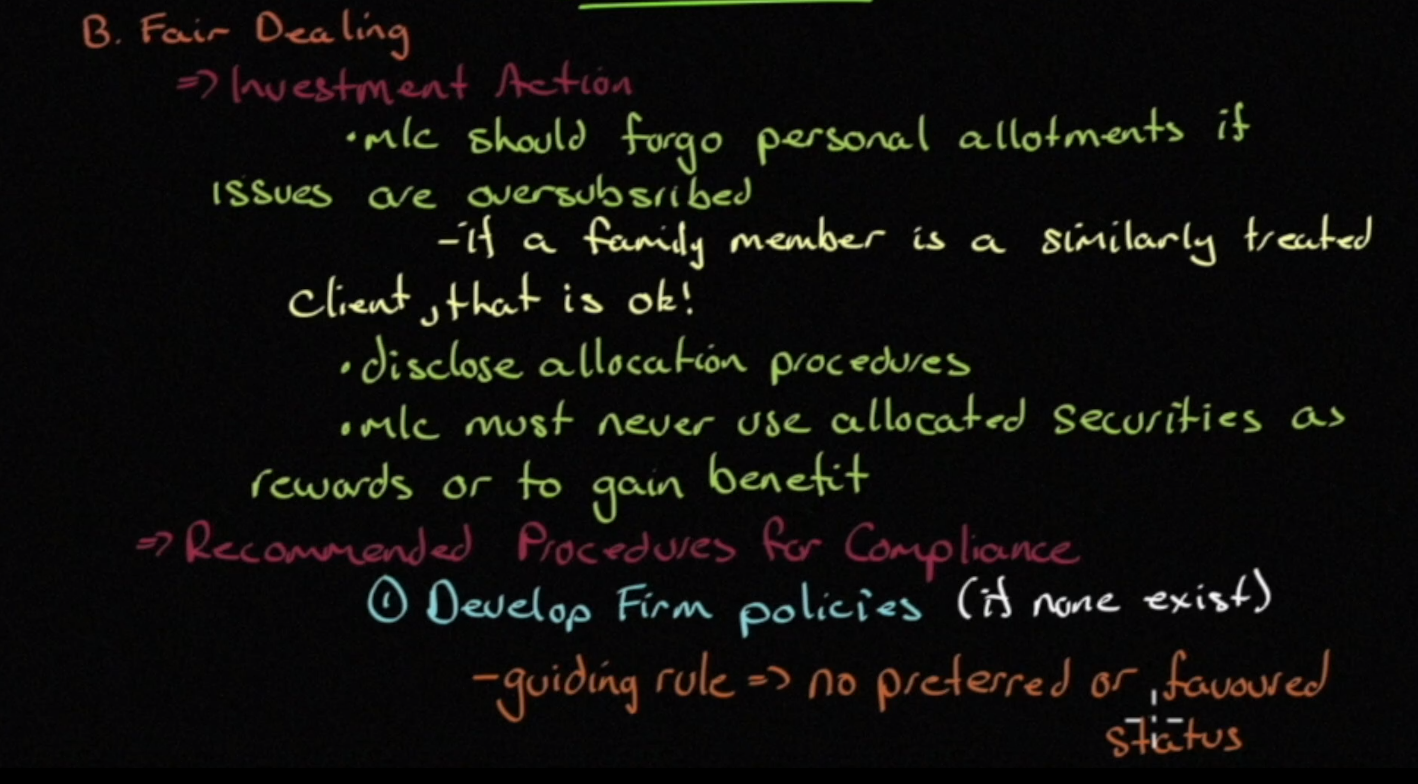 B. Fair Dealing
=> Investment Action
• m/c should forgo personal allotments if
issues are oversubsribed
- if a family member is a similarly treated
client, that is ok!
• disclose allocation procedures
• m/c must never use allocated securities as
rewards or to gain benefit
=> Recommended Procedures for Compliance
① Develop Firm policies (if none exist)
- guiding rule => no preferred or favoured
status